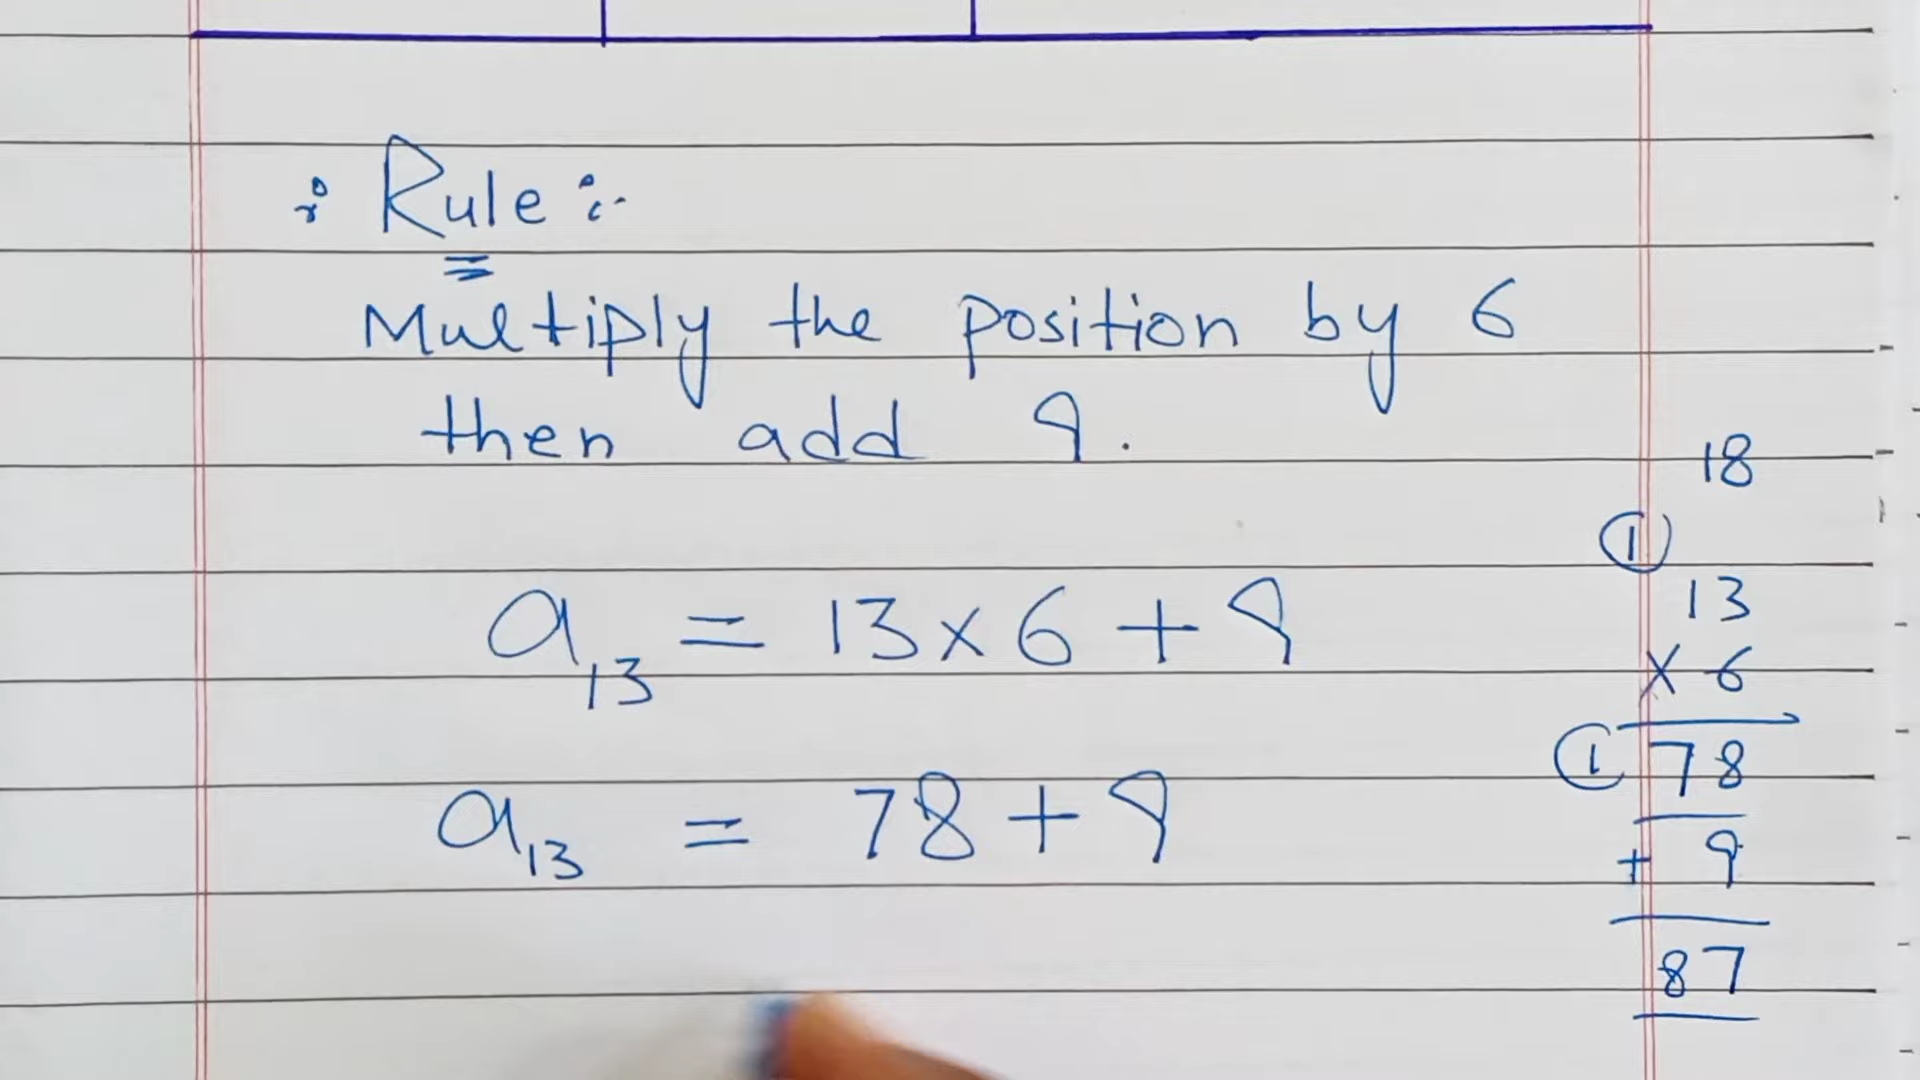 : Rule :-
Multiply the position by 6
then add 9.
a₁₃ = 13 × 6 + 9
a₁₃ = 78 + 9
18
①
13
× 6
① 78
+ 9
87